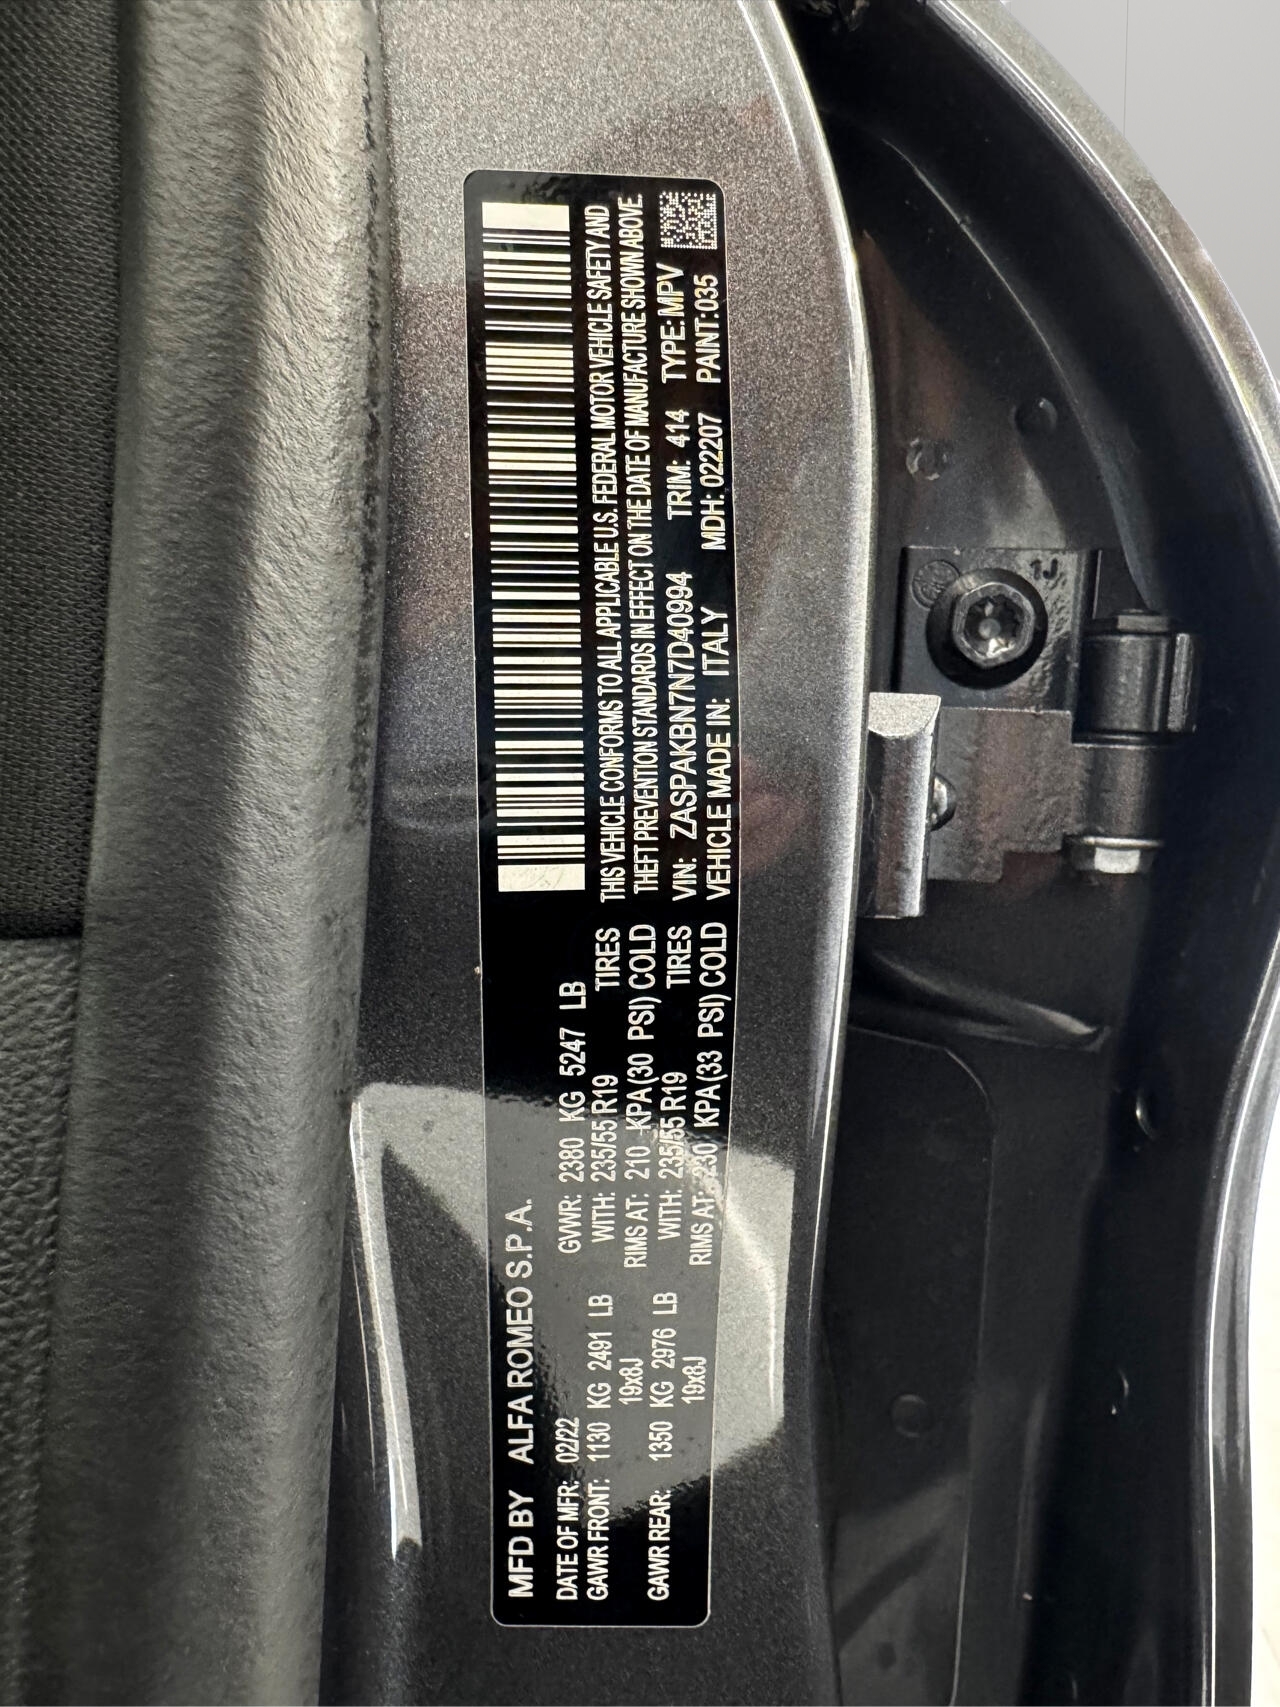 MFD BY ALFA ROMEO S.P.A.
DATE OF MFR: 02/22 GVWR: 2380 KG 5247 LB
GAWR FRONT: 1130 KG 2491 LB WITH: 235/55 R19 TIRES
19x8J RIMS AT: 210 KPA (30 PSI) COLD
GAWR REAR: 1350 KG 2976 LB WITH: 235/55 R19 TIRES
19x8J RIMS AT: 230 KPA (33 PSI) COLD
THIS VEHICLE CONFORMS TO ALL APPLICABLE U.S. FEDERAL MOTOR VEHICLE SAFETY AND
THEFT PREVENTION STANDARDS IN EFFECT ON THE DATE OF MANUFACTURE SHOWN ABOVE.
VIN: ZASPAKBN7N7D40994 TRIM: 414 TYPE: MPV
VEHICLE MADE IN: ITALY MDH: 022207 PAINT:035
1J